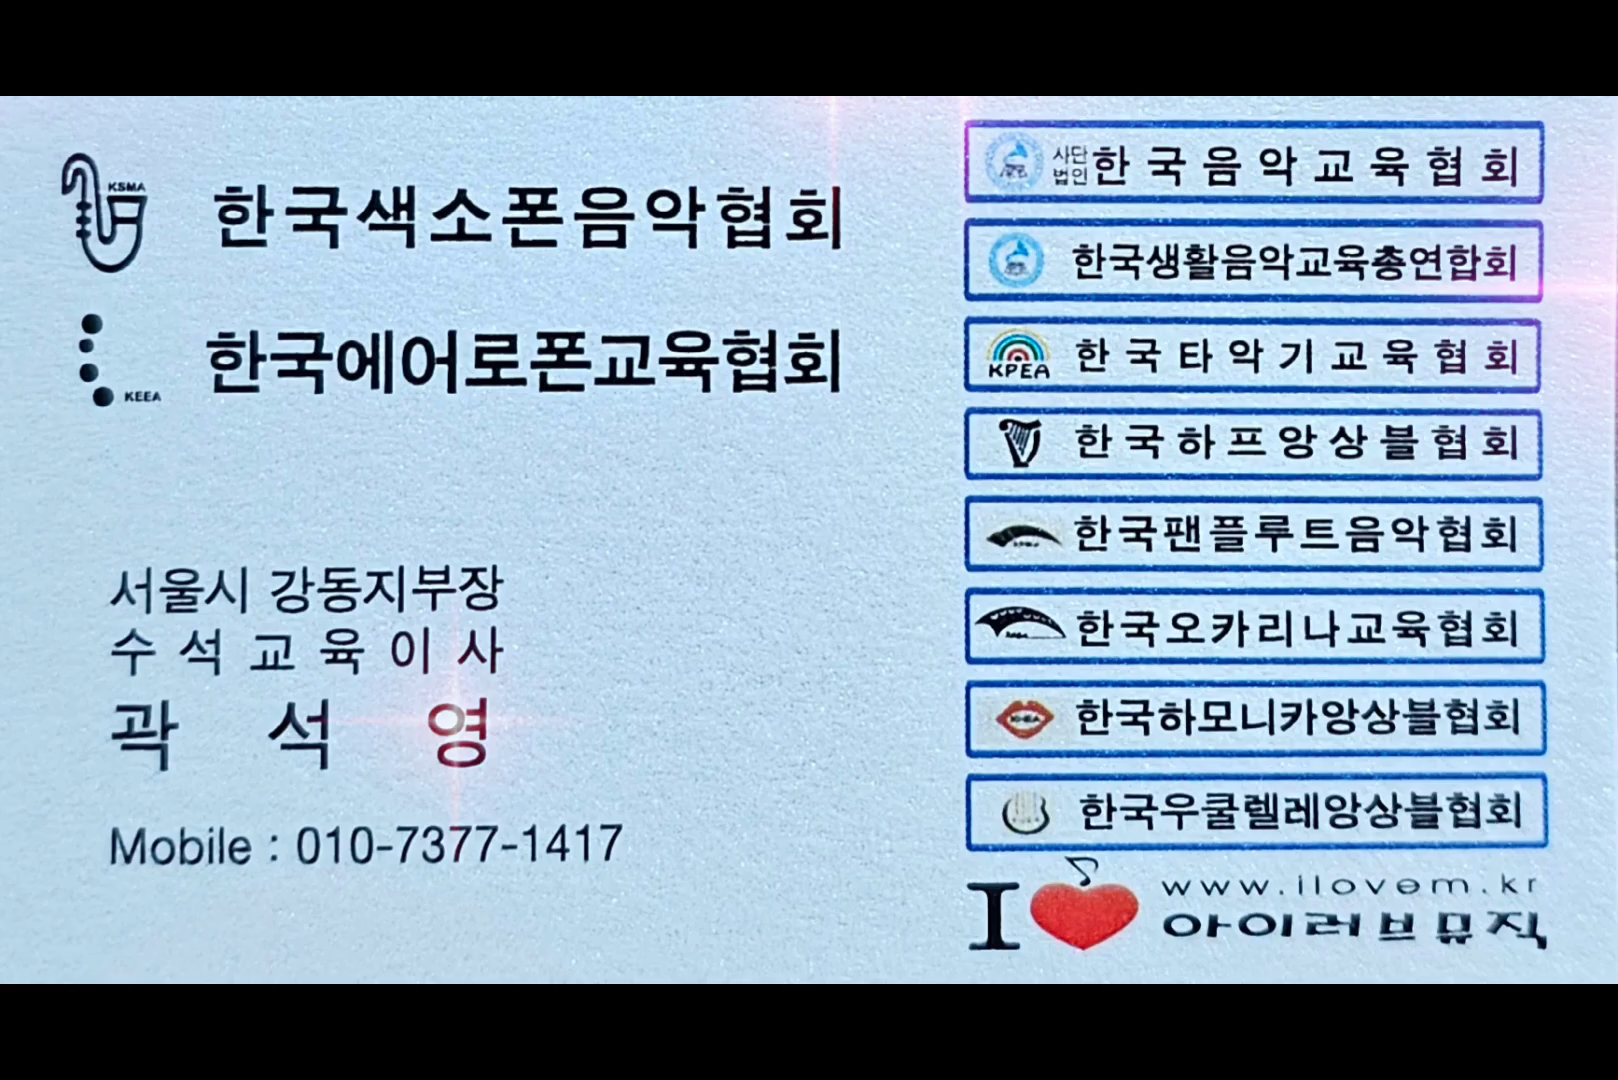 KSMA
한국색소폰음악협회
한국에어로폰교육협회
KEEA
서울시 강동지부장
수석교육이사
곽석영
Mobile : 010-7377-1417
사단
법인
한국음악교육협회
한국생활음악교육총연합회
KPEA
한국타악기교육협회
한국하프앙상블협회
한국팬플루트음악협회
한국오카리나교육협회
KHEA
한국하모니카앙상블협회
한국우쿨렐레앙상블협회
I
www.ilovem.kr
아이러브뮤직